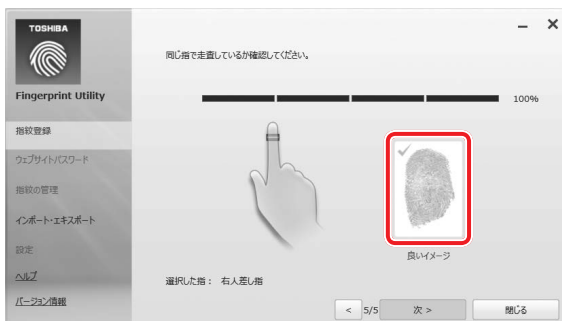 TOSHIBA
Fingerprint Utility
指紋登録
ウェブサイトパスワード
指紋の管理
インポート・エキスポート
設定
ヘルプ
バージョン情報
同じ指で走査しているか確認してください。
100%
良いイメージ
選択した指： 右人差し指
< 5/5 次 > 閉じる